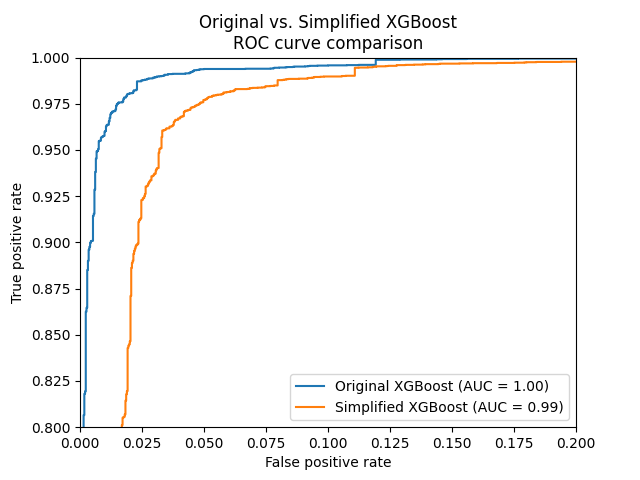 Original vs. Simplified XGBoost
ROC curve comparison
True positive rate
1.000
0.975
0.950
0.925
0.900
0.875
0.850
0.825
0.800
Original XGBoost (AUC = 1.00)
Simplified XGBoost (AUC = 0.99)
0.000 0.025 0.050 0.075 0.100 0.125 0.150 0.175 0.200
False positive rate